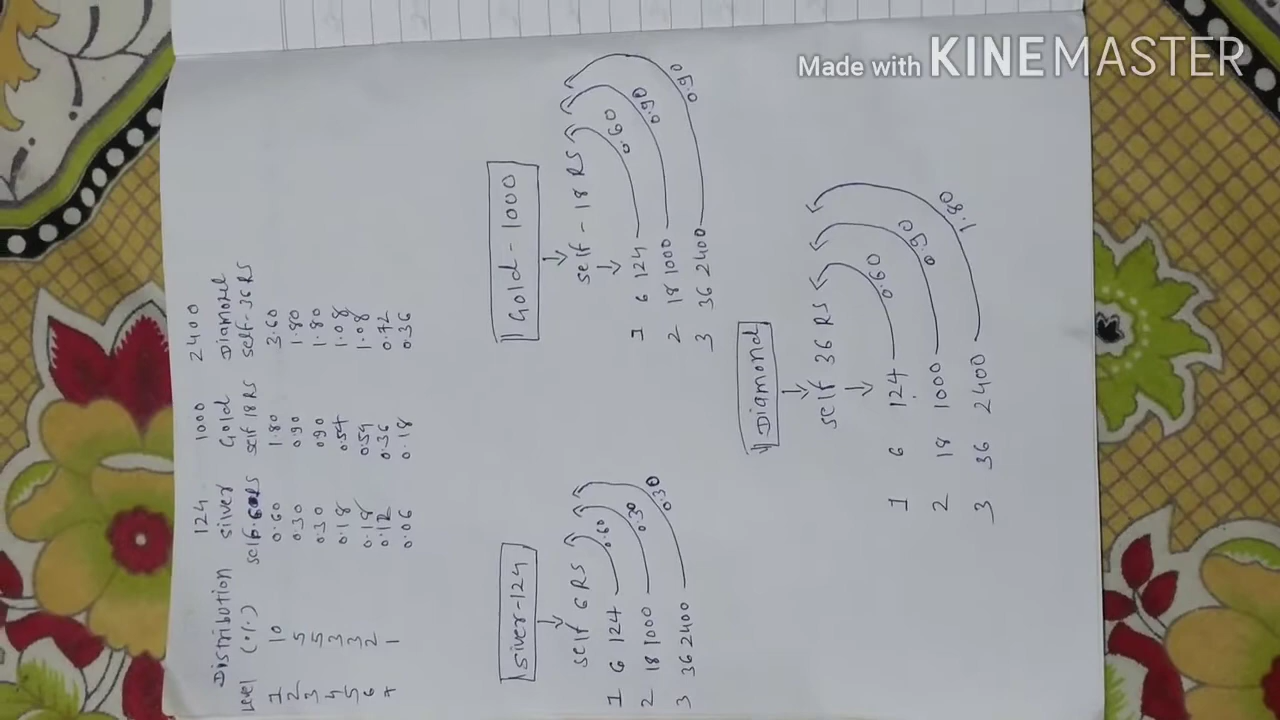 Made with KINEMASTER
124 1000 2400
Distribution Silver Gold Diamond
Level (%) self 6 RS self 18 RS self-36 RS
1 10 0.60 1.80 3.60
2 5 0.30 0.90 1.80
3 5 0.30 090 1.80
4 3 0.18 0.54 1.08
5 3 0.18 0.54 1.08
6 2 0.12 0.36 0.72
7 1 0.06 0.18 0.36
Silver-124
self 6 RS
1 6 124 0.60
2 18 1000 0.30
3 36 2400 0.30
Gold - 1000
self - 18 RS
1 6 124 0.60
2 18 1000 0.90
3 36 2400 0.90
Diamond
self 36 RS
1 6 124 0.60
2 18 1000 0.90
3 36 2400 1.80